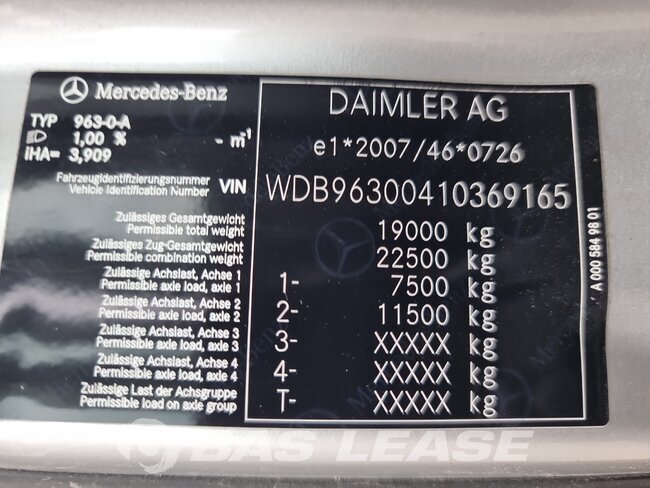 Mercedes-Benz
DAIMLER AG
TYP 963-0-A
1,00 % - m⁻¹
iHA= 3,909
e1*2007/46*0726
Fahrzeugidentifizierungsnummer
Vehicle Identification Number VIN WDB96300410369165
Zulässiges Gesamtgewicht
Permissible total weight 19000 kg
Zulässiges Zug-Gesamtgewicht
Permissible combination weight 22500 kg
Zulässige Achslast, Achse 1
Permissible axle load, axle 1 1- 7500 kg
Zulässige Achslast, Achse 2
Permissible axle load, axle 2 2- 11500 kg
Zulässige Achslast, Achse 3
Permissible axle load, axle 3 3- XXXXX kg
Zulässige Achslast, Achse 4
Permissible axle load, axle 4 4- XXXXX kg
Zulässige Last der Achsgruppe
Permissible load on axle group T- XXXXX kg
A 000 584 98 01
BAS LEASE